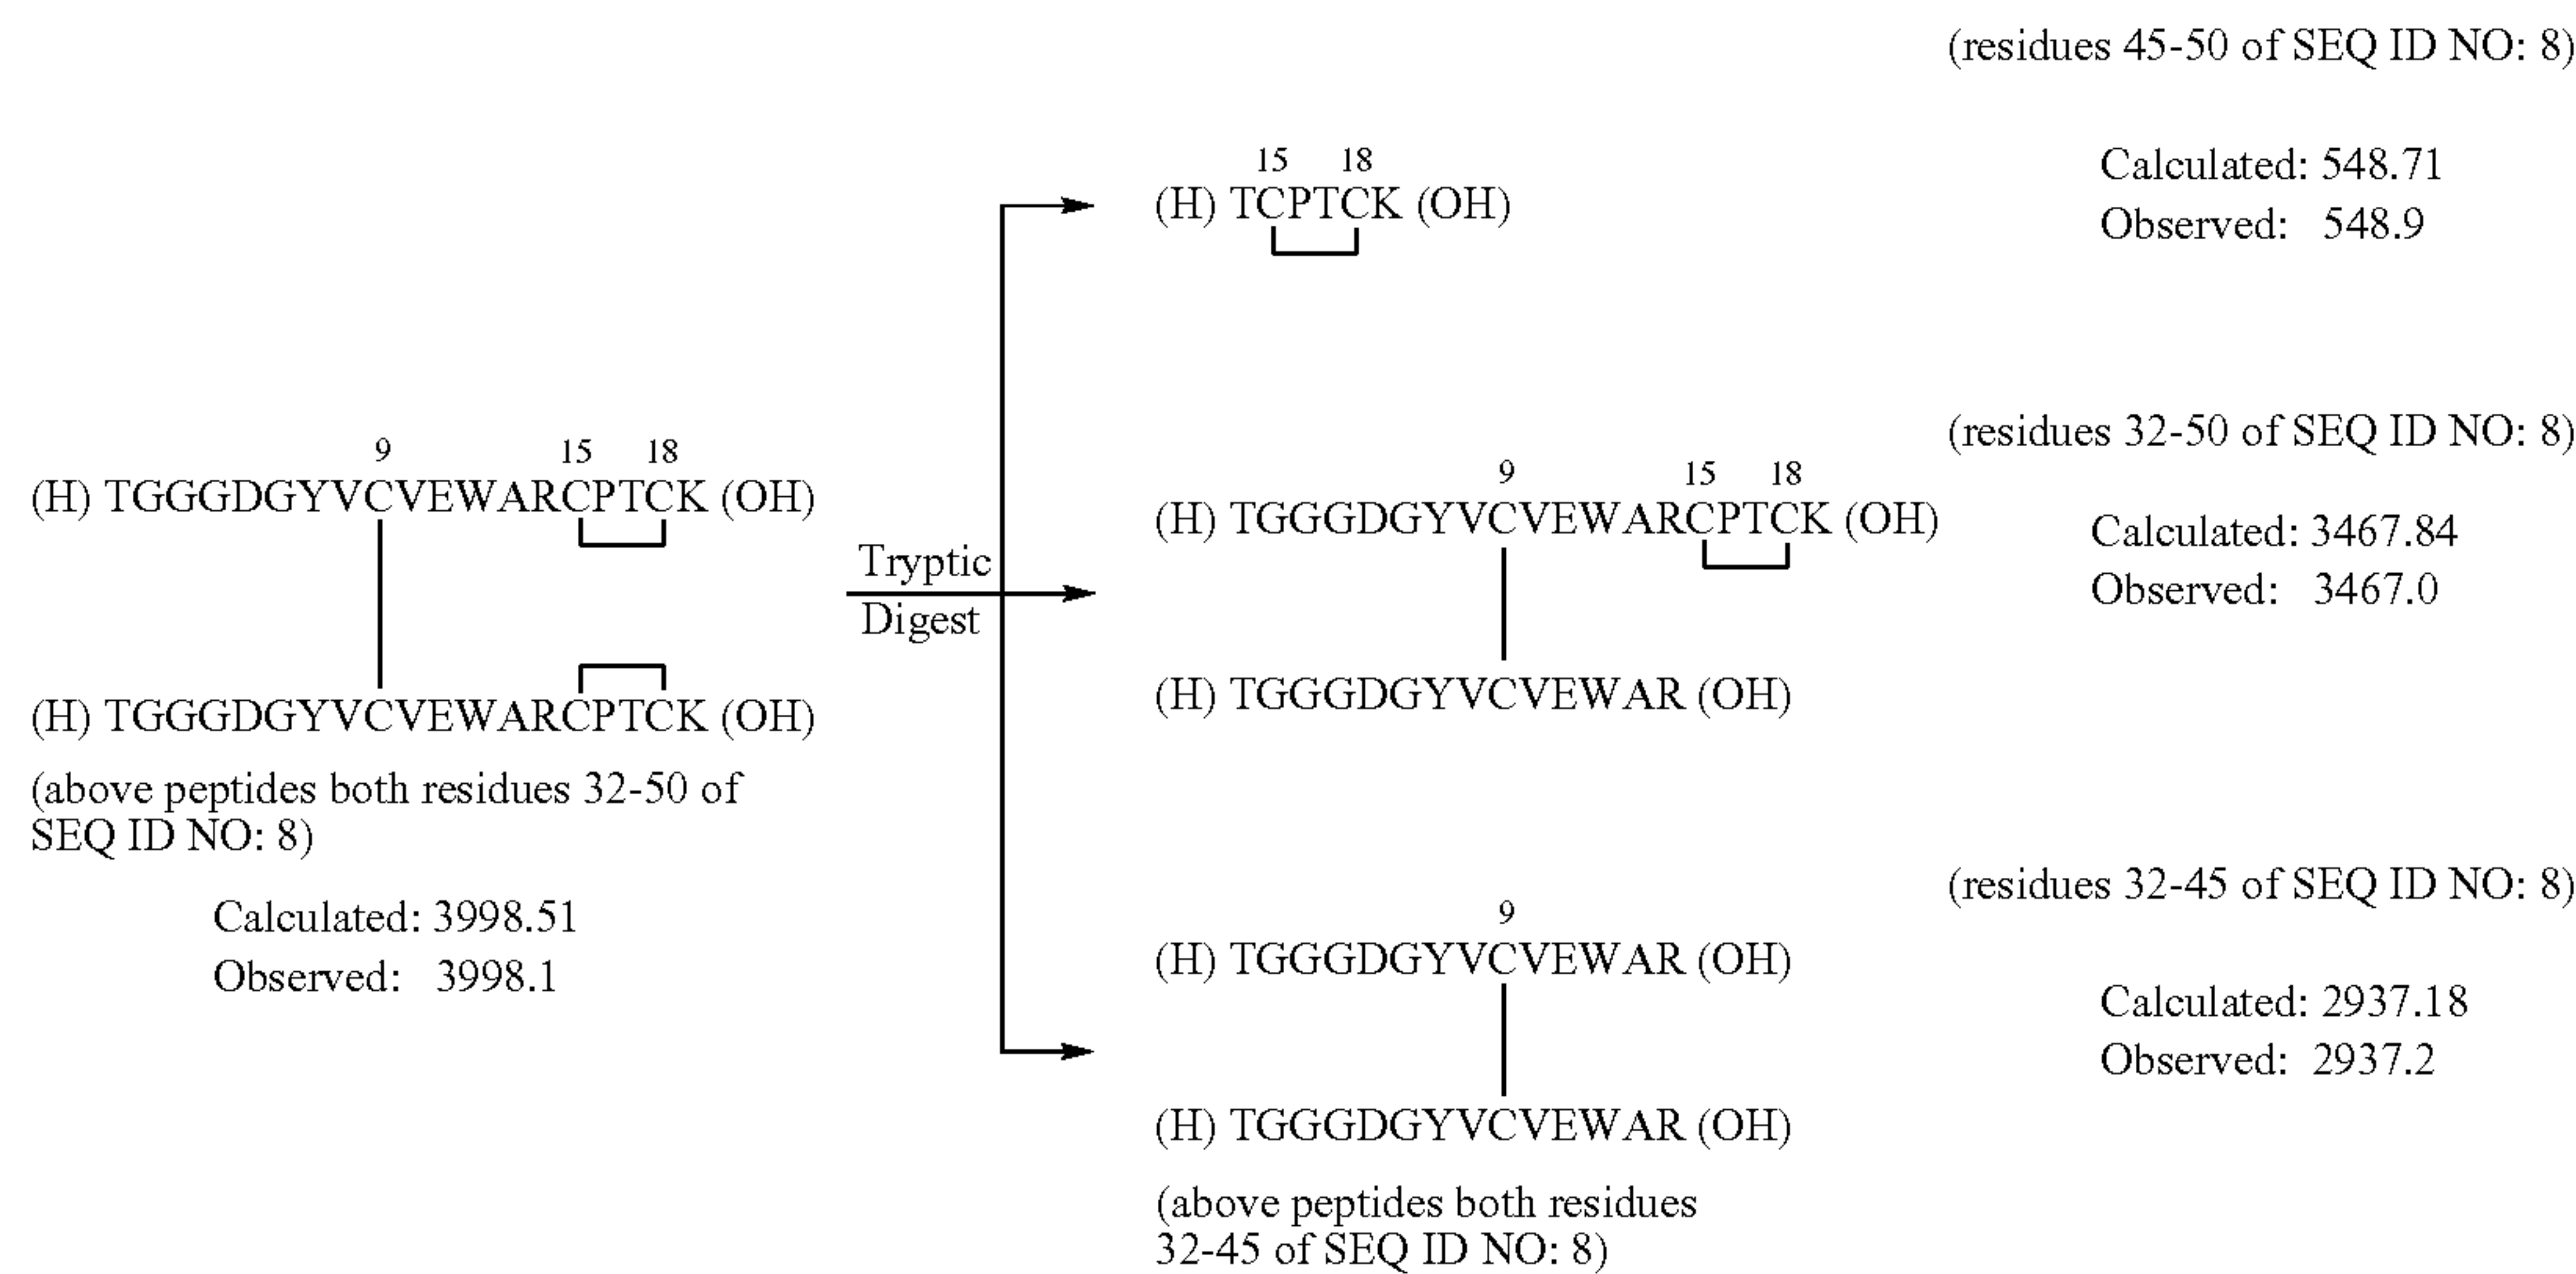 (residues 45-50 of SEQ ID NO: 8)
15 18
(H) TCPTCK (OH)
Calculated: 548.71
Observed: 548.9
9 15 18
(H) TGGGDGYVCVEWARCPTCK (OH)
(H) TGGGDGYVCVEWARCPTCK (OH)
(above peptides both residues 32-50 of
SEQ ID NO: 8)
Calculated: 3998.51
Observed: 3998.1
Tryptic
Digest
(residues 32-50 of SEQ ID NO: 8)
9 15 18
(H) TGGGDGYVCVEWARCPTCK (OH)
Calculated: 3467.84
Observed: 3467.0
(H) TGGGDGYVCVEWAR (OH)
(residues 32-45 of SEQ ID NO: 8)
9
(H) TGGGDGYVCVEWAR (OH)
Calculated: 2937.18
Observed: 2937.2
(H) TGGGDGYVCVEWAR (OH)
(above peptides both residues
32-45 of SEQ ID NO: 8)